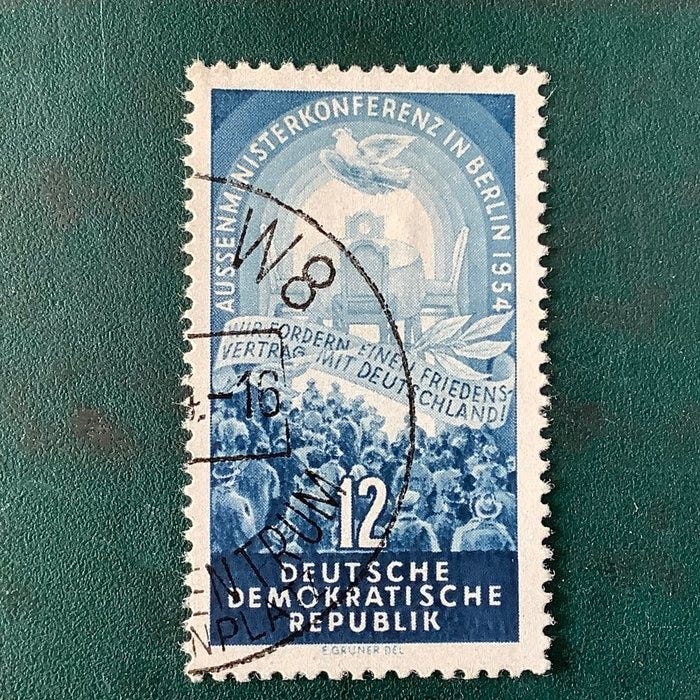 AUSSENMINISTERKONFERENZ IN BERLIN 1954
W8
WIR FORDERN EINEN FRIEDENS-
VERTRAG MIT DEUTSCHLAND!
-16
12
DEUTSCHE
DEMOKRATISCHE
REPUBLIK
E.GRUNER DEL
ENTRUM